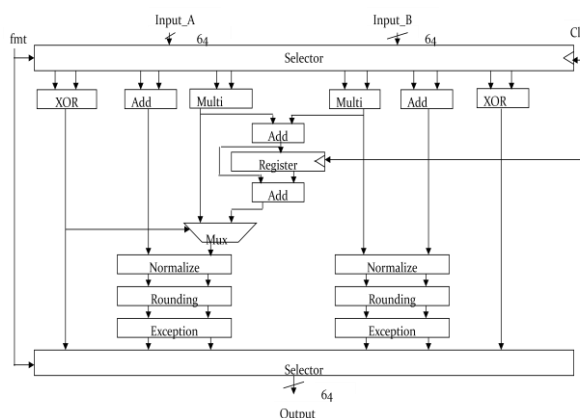 Input_A Input_B
fmt 64 64 Cl
Selector
XOR Add Multi Multi Add XOR
Add
Register
Add
Mux
Normalize Normalize
Rounding Rounding
Exception Exception
Selector
64
Output